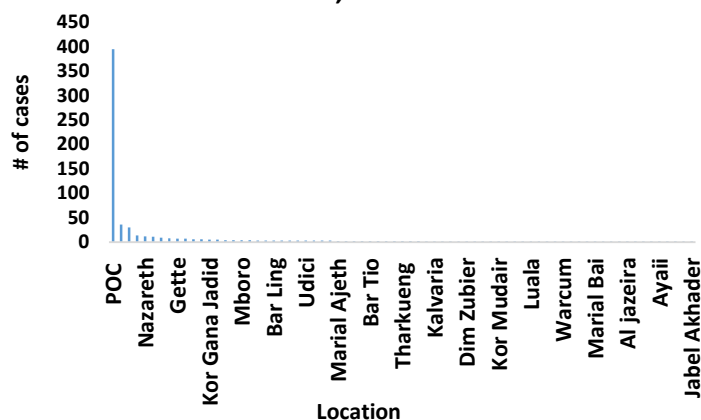 450
400
350
300
250
200
150
100
50
0
# of cases
POC
Nazareth
Gette
Kor Gana Jadid
Mboro
Bar Ling
Udici
Marial Ajeth
Bar Tio
Tharkueng
Kalvaria
Dim Zubier
Kor Mudair
Luala
Warcum
Marial Bai
Al jazeira
Ayaii
Jabel Akhader
Location